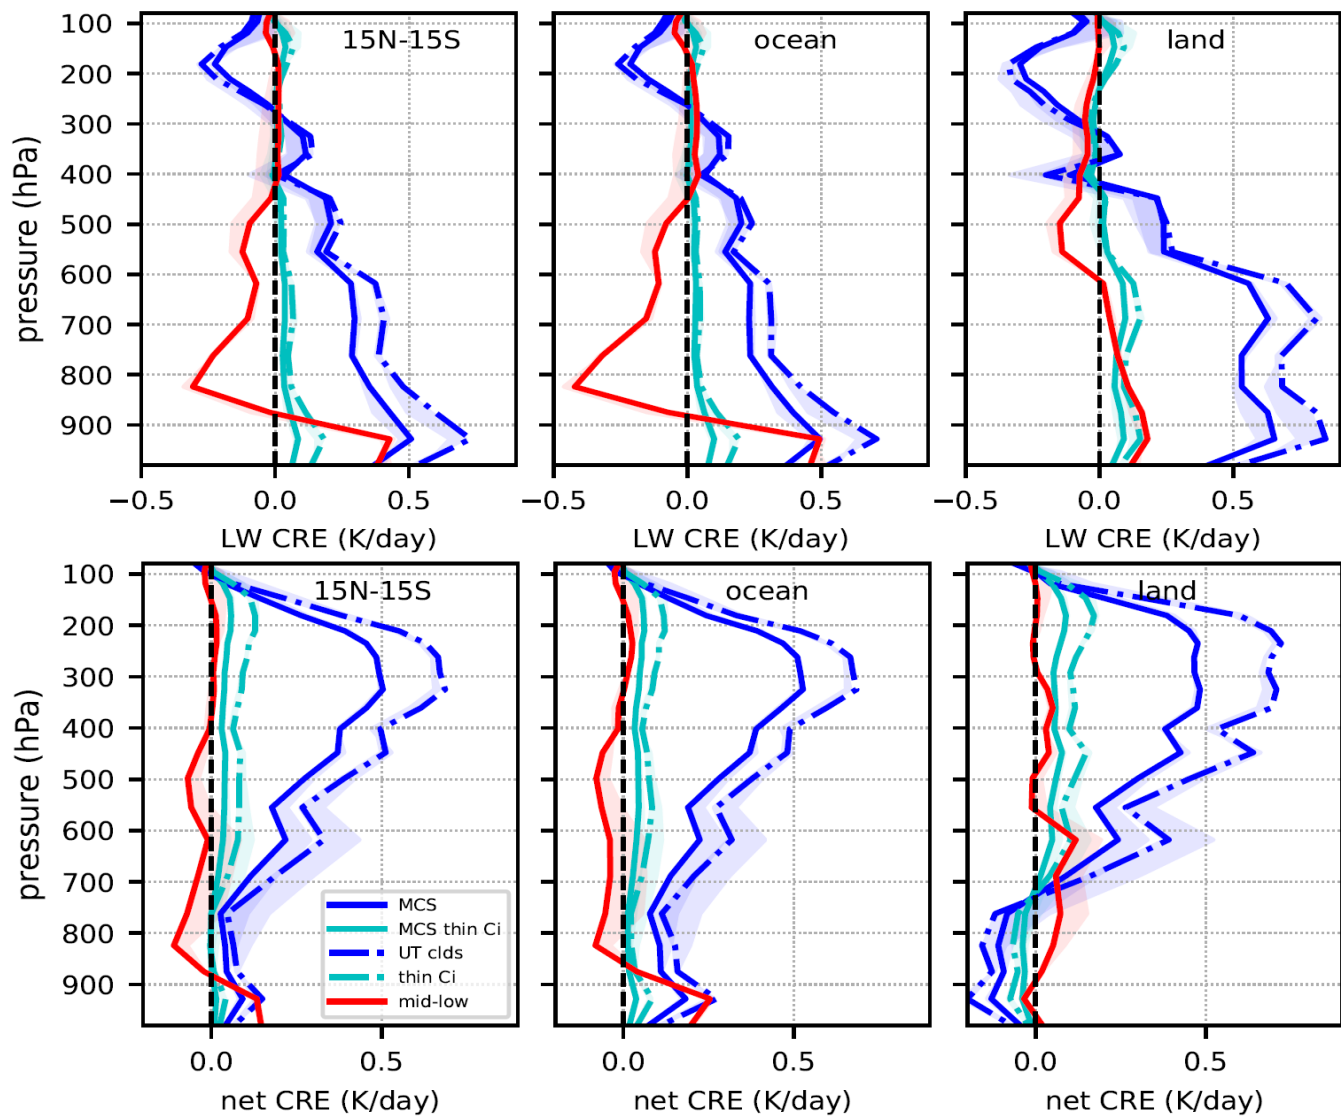 15N-15S
ocean
land
100
200
300
400
500
600
700
800
900
pressure (hPa)
−0.5 0.0 0.5
−0.5 0.0 0.5
−0.5 0.0 0.5
LW CRE (K/day)
LW CRE (K/day)
LW CRE (K/day)
15N-15S
ocean
land
100
200
300
400
500
600
700
800
900
pressure (hPa)
MCS
MCS thin Ci
UT clds
thin Ci
mid-low
0.0 0.5
0.0 0.5
0.0 0.5
net CRE (K/day)
net CRE (K/day)
net CRE (K/day)